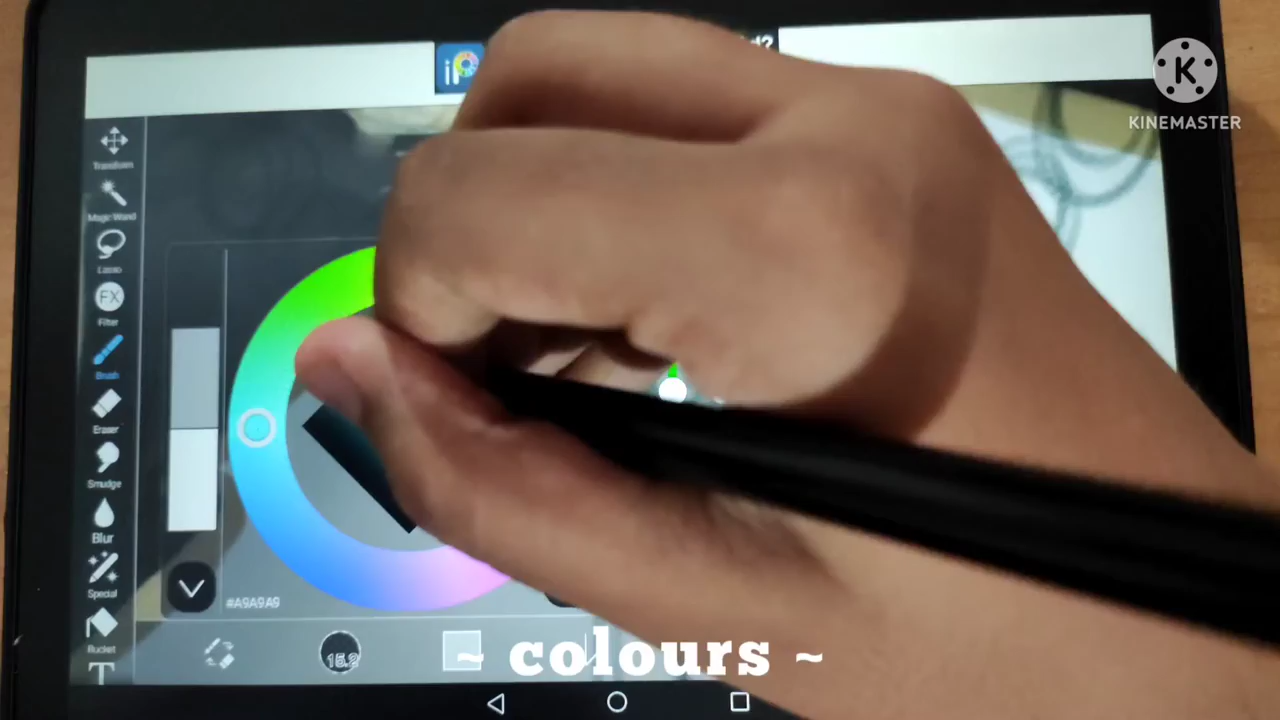 KINEMASTER
Transform
Magic Wand
Lasso
FX
Filter
Brush
Eraser
Smudge
Blur
Special
Bucket
T
#A9A9A9
15.2
~ colours ~